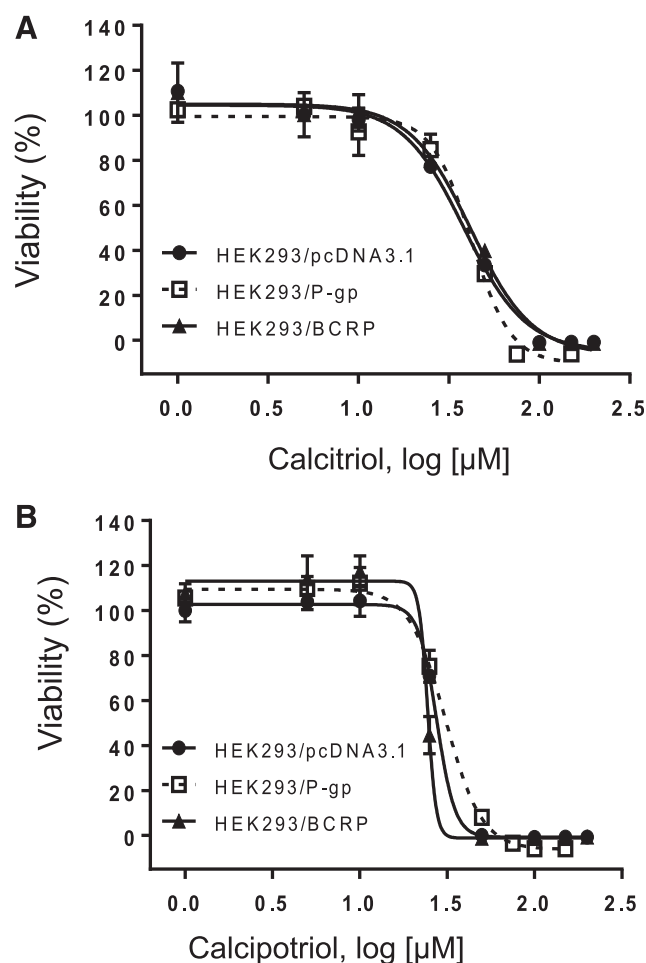 A
Viability (%)
140
120
100
80
60
40
20
0
HEK293/pcDNA3.1
HEK293/P-gp
HEK293/BCRP
0.0 0.5 1.0 1.5 2.0 2.5
Calcitriol, log [µM]
B
Viability (%)
140
120
100
80
60
40
20
0
HEK293/pcDNA3.1
HEK293/P-gp
HEK293/BCRP
0.0 0.5 1.0 1.5 2.0 2.5
Calcipotriol, log [µM]